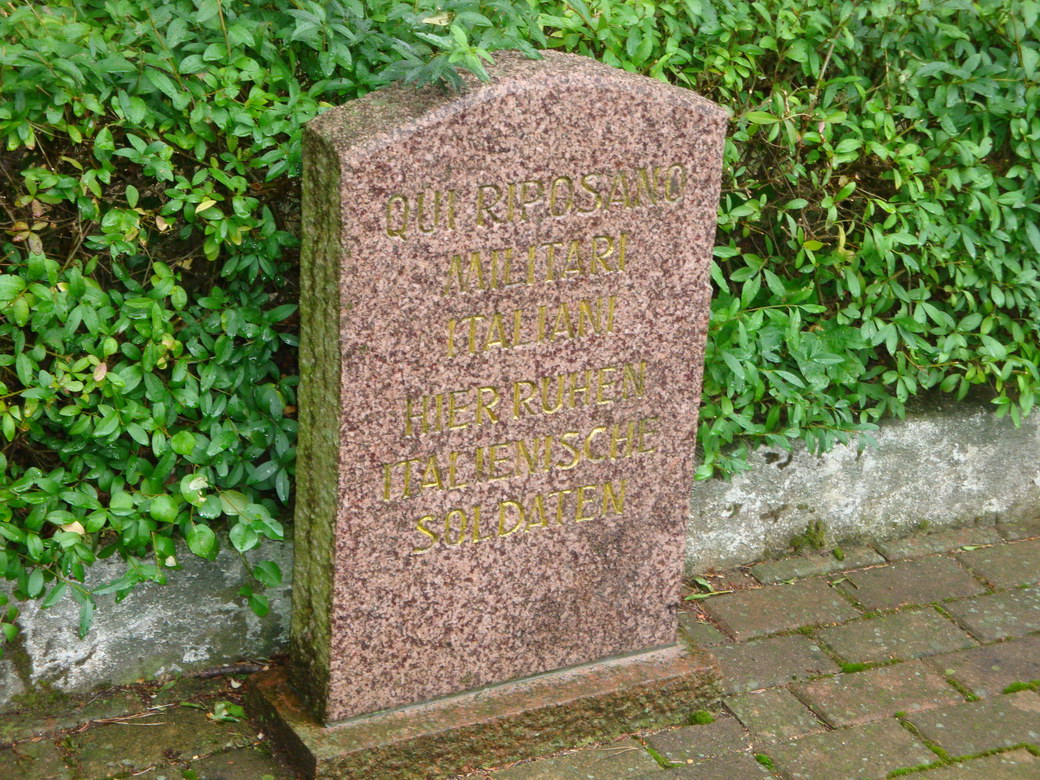 QUI RIPOSANO
MILITARI
ITALIANI
HIER RUHEN
ITALIENISCHE
SOLDATEN